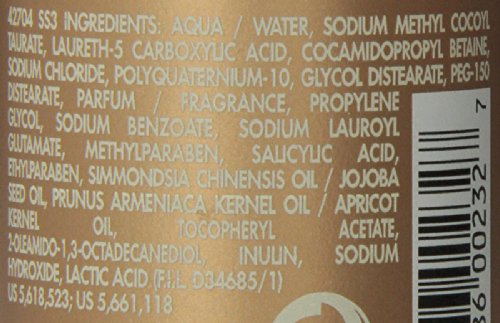 42704 SS3 INGREDIENTS: AQUA / WATER, SODIUM METHYL COCOYL
TAURATE, LAURETH-5 CARBOXYLIC ACID, COCAMIDOPROPYL BETAINE,
SODIUM CHLORIDE, POLYQUATERNIUM-10, GLYCOL DISTEARATE, PEG-150
DISTEARATE, PARFUM / FRAGRANCE, PROPYLENE
GLYCOL, SODIUM BENZOATE, SODIUM LAUROYL
GLUTAMATE, METHYLPARABEN, SALICYLIC ACID,
ETHYLPARABEN, SIMMONDSIA CHINENSIS OIL / JOJOBA
SEED OIL, PRUNUS ARMENIACA KERNEL OIL / APRICOT
KERNEL OIL, TOCOPHERYL ACETATE,
2-OLEAMIDO-1,3-OCTADECANEDIOL, INULIN, SODIUM
HYDROXIDE, LACTIC ACID (F.I.L. D34685/1)
US 5,618,523; US 5,661,118
86 00232 7